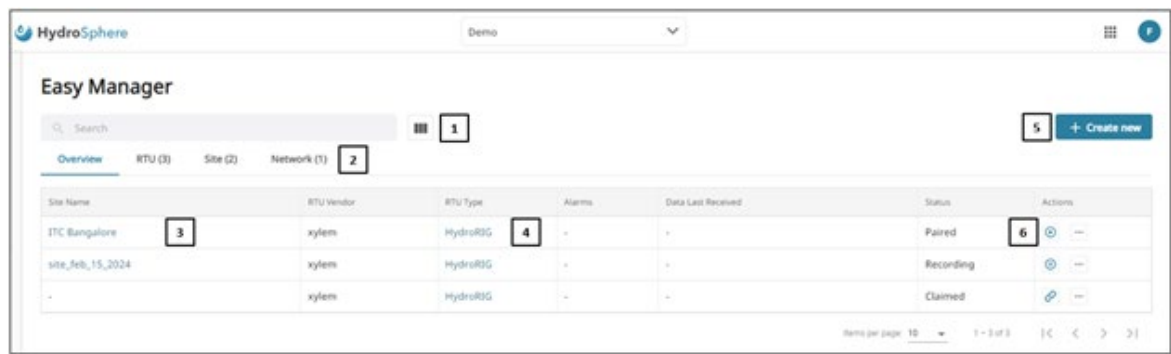 HydroSphere Demo F
Easy Manager
Search 1 5 + Create new
Overview RTU (3) Site (2) Network (1) 2
Site Name RTU Vendor RTU Type Alarms Data Last Received Status Actions
ITC Bangalore 3 xylem HydroRIG 4 - - Paired 6
site_feb_15_2024 xylem HydroRIG - - Recording
- xylem HydroRIG - - Claimed
Items per page: 10 1 – 3 of 3